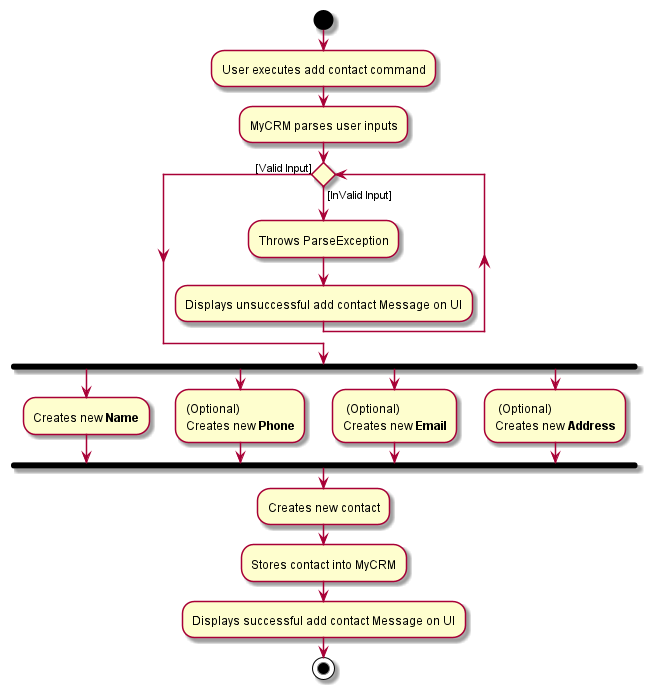 User executes add contact command
MyCRM parses user inputs
[Valid Input]
[InValid Input]
Throws ParseException
Displays unsuccessful add contact Message on UI
Creates new Name
(Optional)
Creates new Phone
(Optional)
Creates new Email
(Optional)
Creates new Address
Creates new contact
Stores contact into MyCRM
Displays successful add contact Message on UI